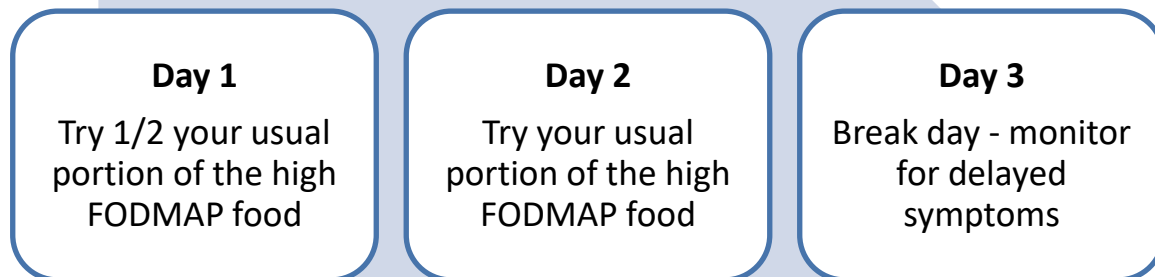 Day 1
Try 1/2 your usual
portion of the high
FODMAP food
Day 2
Try your usual
portion of the high
FODMAP food
Day 3
Break day - monitor
for delayed
symptoms